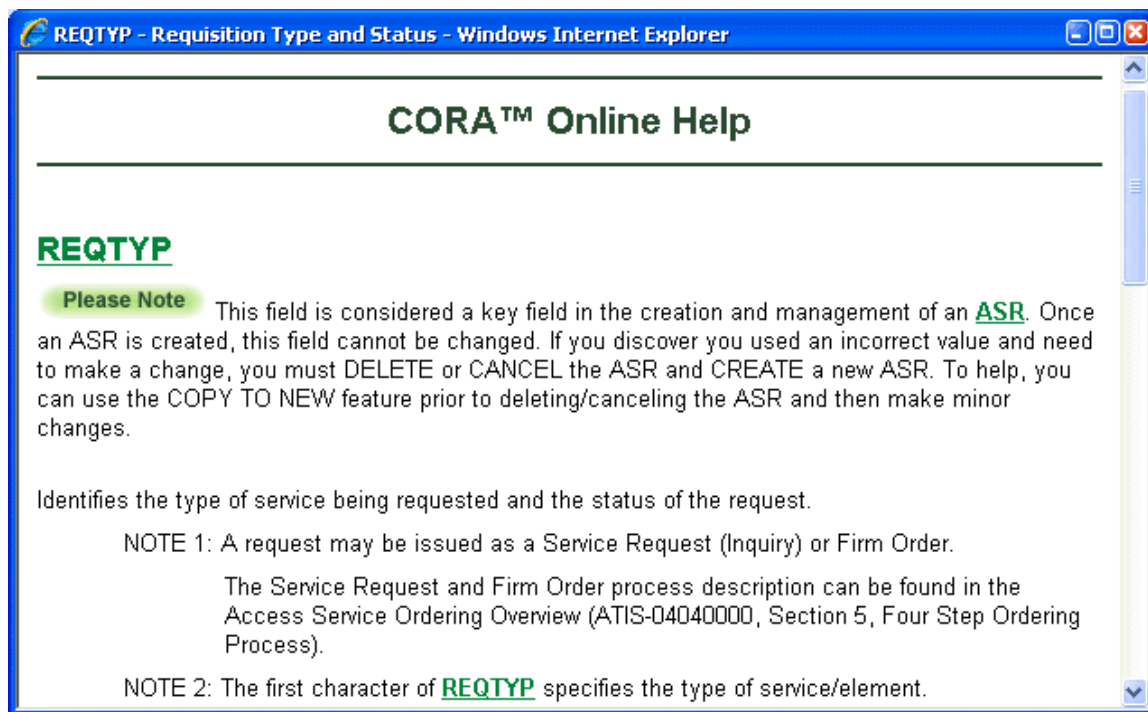 REQTYP - Requisition Type and Status - Windows Internet Explorer
CORA™ Online Help
REQTYP
Please Note This field is considered a key field in the creation and management of an ASR. Once
an ASR is created, this field cannot be changed. If you discover you used an incorrect value and need
to make a change, you must DELETE or CANCEL the ASR and CREATE a new ASR. To help, you
can use the COPY TO NEW feature prior to deleting/canceling the ASR and then make minor
changes.
Identifies the type of service being requested and the status of the request.
NOTE 1: A request may be issued as a Service Request (Inquiry) or Firm Order.
The Service Request and Firm Order process description can be found in the
Access Service Ordering Overview (ATIS-04040000, Section 5, Four Step Ordering
Process).
NOTE 2: The first character of REQTYP specifies the type of service/element.